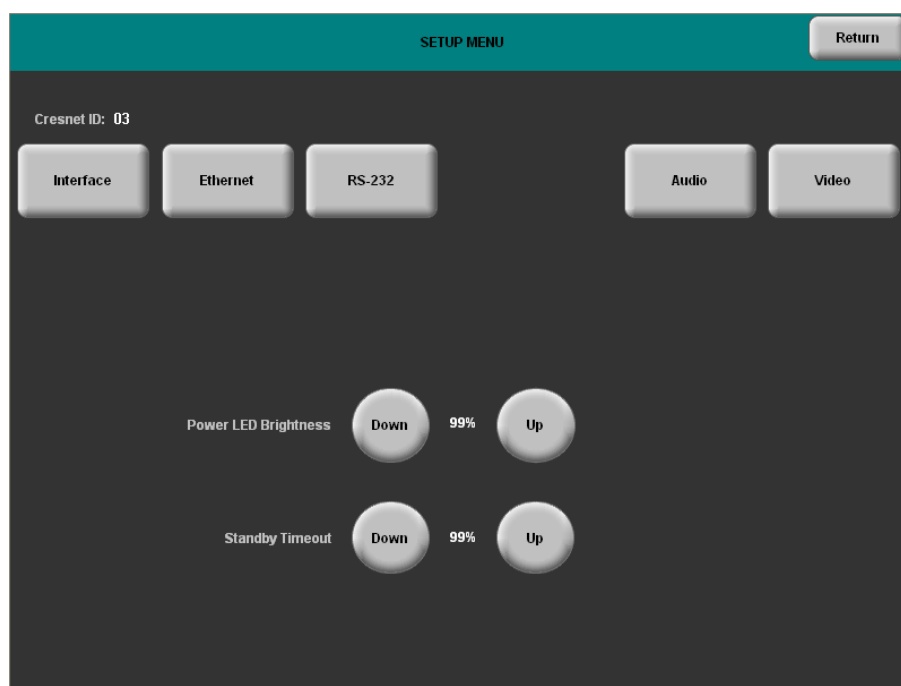 SETUP MENU
Return
Cresnet ID: 03
Interface
Ethernet
RS-232
Audio
Video
Power LED Brightness Down 99% Up
Standby Timeout Down 99% Up